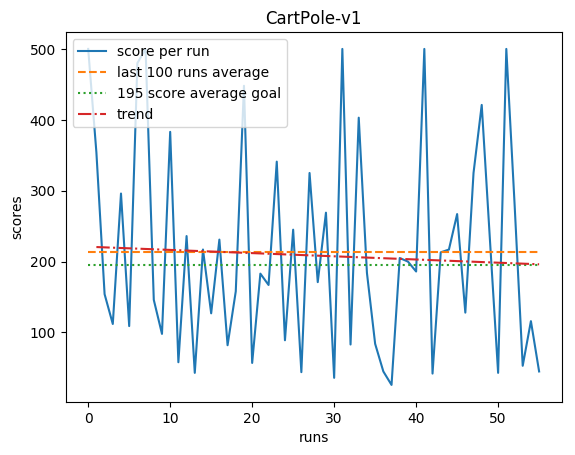 CartPole-v1
score per run
last 100 runs average
195 score average goal
trend
scores
500
400
300
200
100
0
10
20
30
40
50
runs